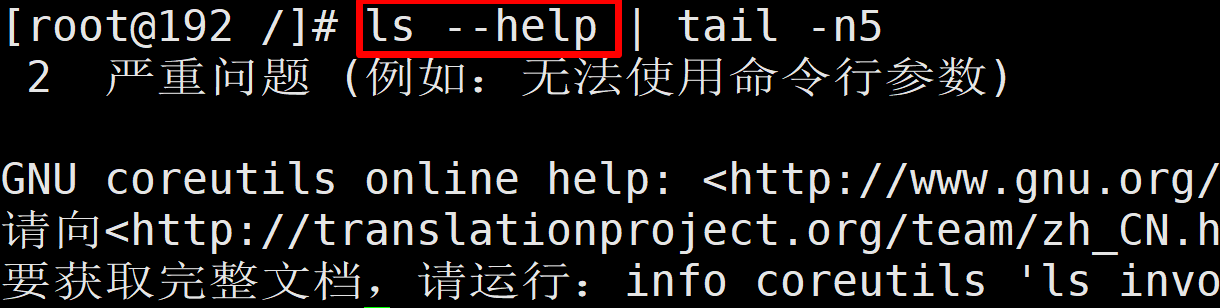 [root@192 /]# ls --help | tail -n5
2  严重问题 (例如：无法使用命令行参数)
GNU coreutils online help: <http://www.gnu.org/
请向<http://translationproject.org/team/zh_CN.h
要获取完整文档，请运行：info coreutils 'ls invo